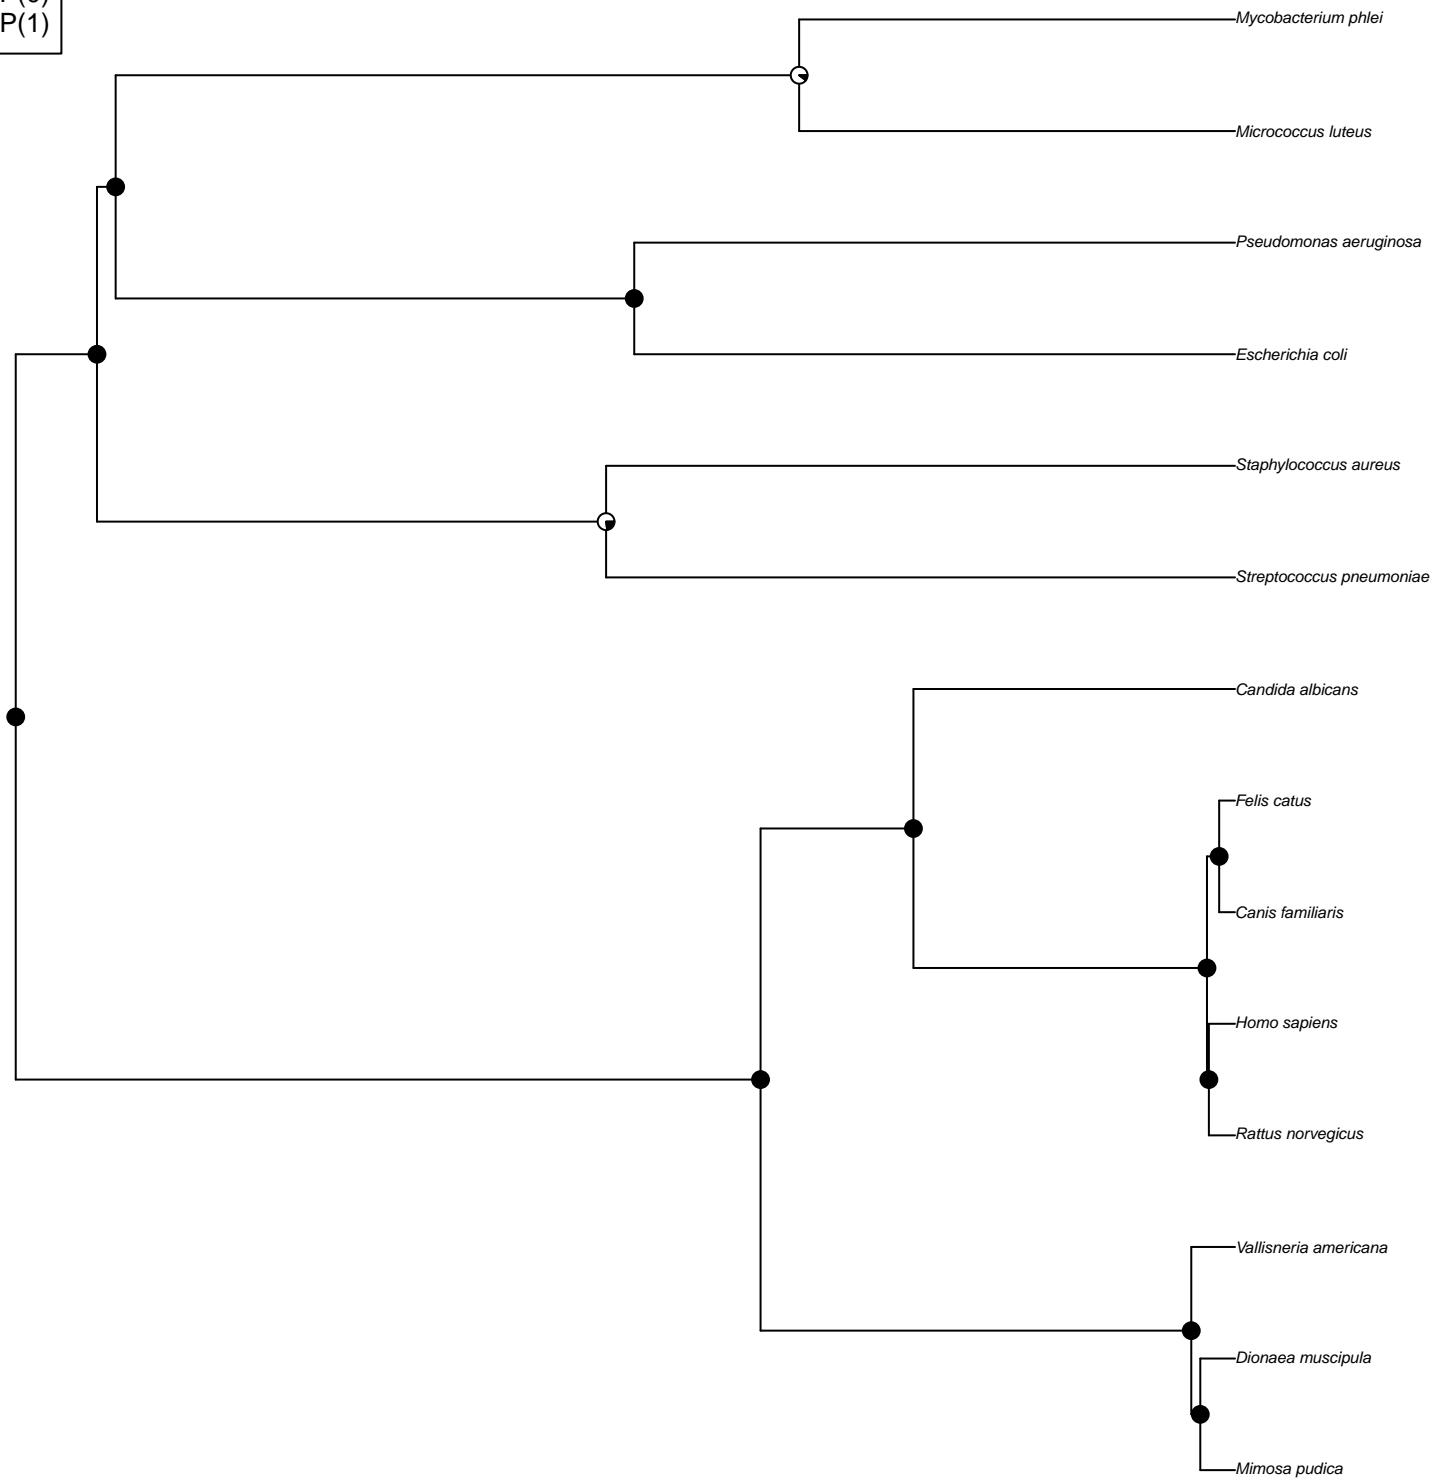 P(1)
Mycobacterium phlei
Micrococcus luteus
Pseudomonas aeruginosa
Escherichia coli
Staphylococcus aureus
Streptococcus pneumoniae
Candida albicans
Felis catus
Canis familiaris
Homo sapiens
Rattus norvegicus
Vallisneria americana
Dionaea muscipula
Mimosa pudica